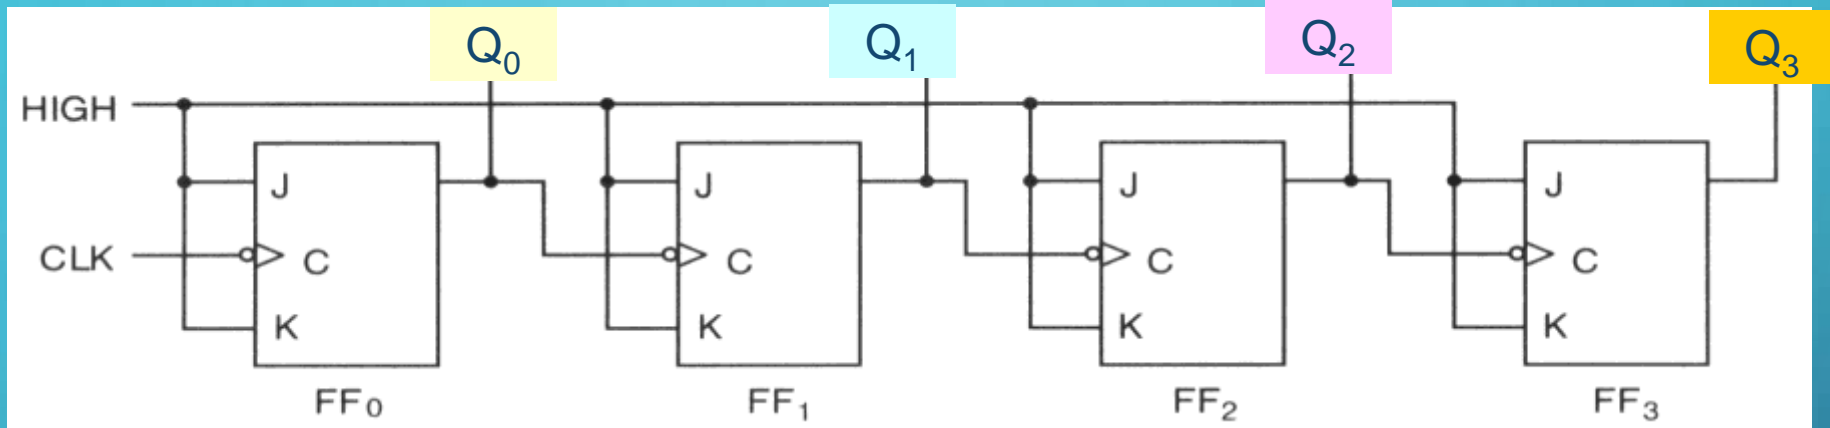 Q0 Q1 Q2 Q3
HIGH
J J J J
CLK C C C C
K K K K
FF0 FF1 FF2 FF3